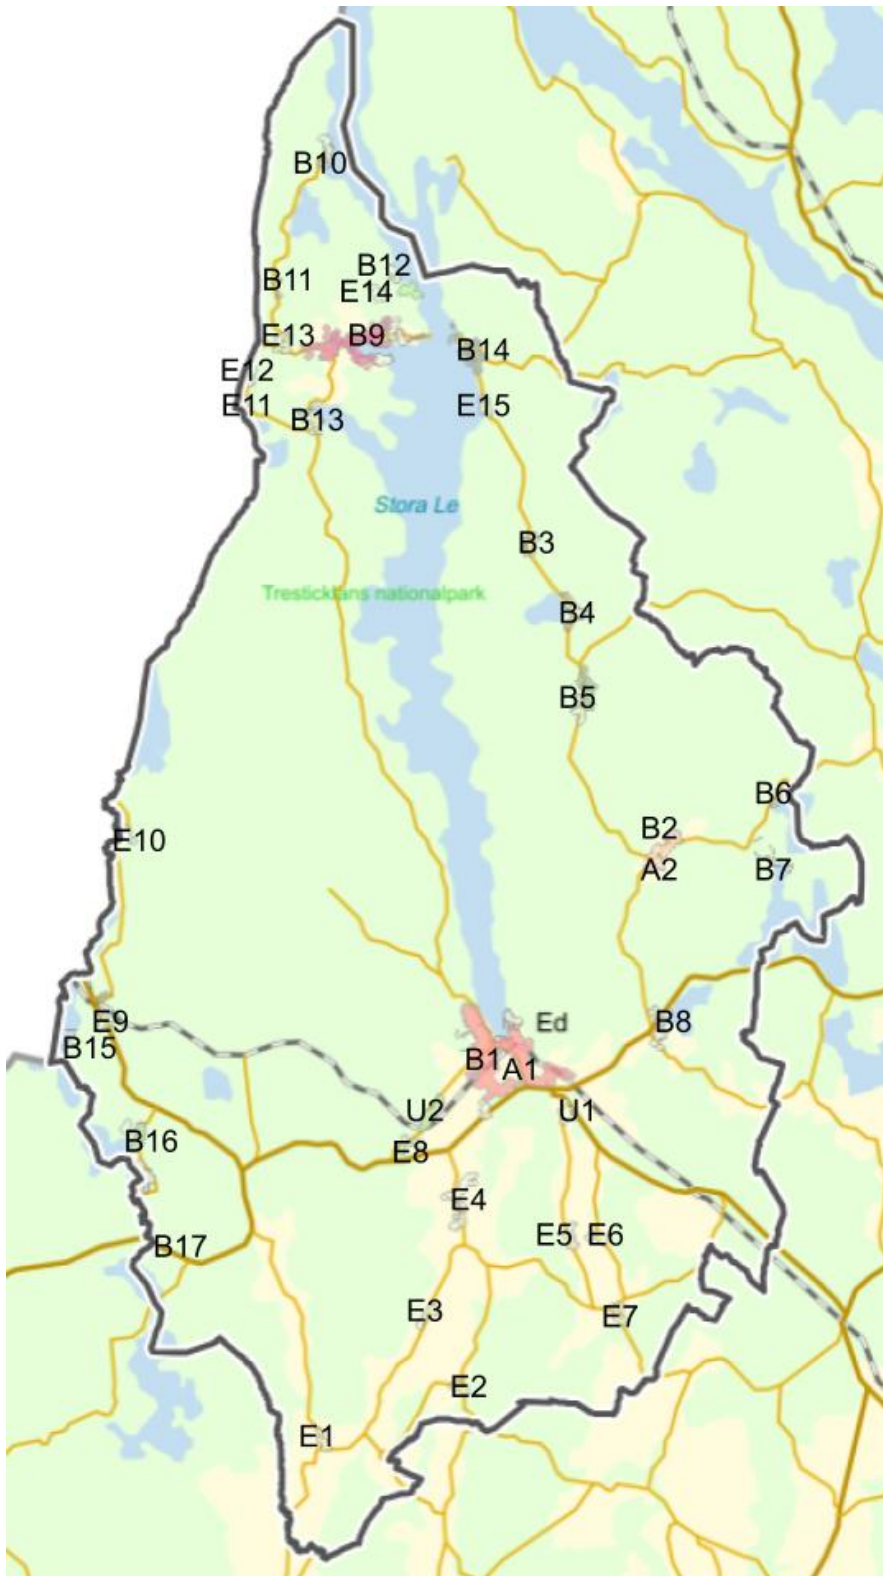 B10
B12
B11
E14
E13
B9
B14
E12
E11
E15
B13
Stora Le
B3
Tresticklans nationalpark
B4
B5
B6
B2
E10
A2
B7
E9
Ed
B8
B15
B1
A1
U2
U1
B16
E8
E4
E5
E6
B17
E3
E7
E2
E1